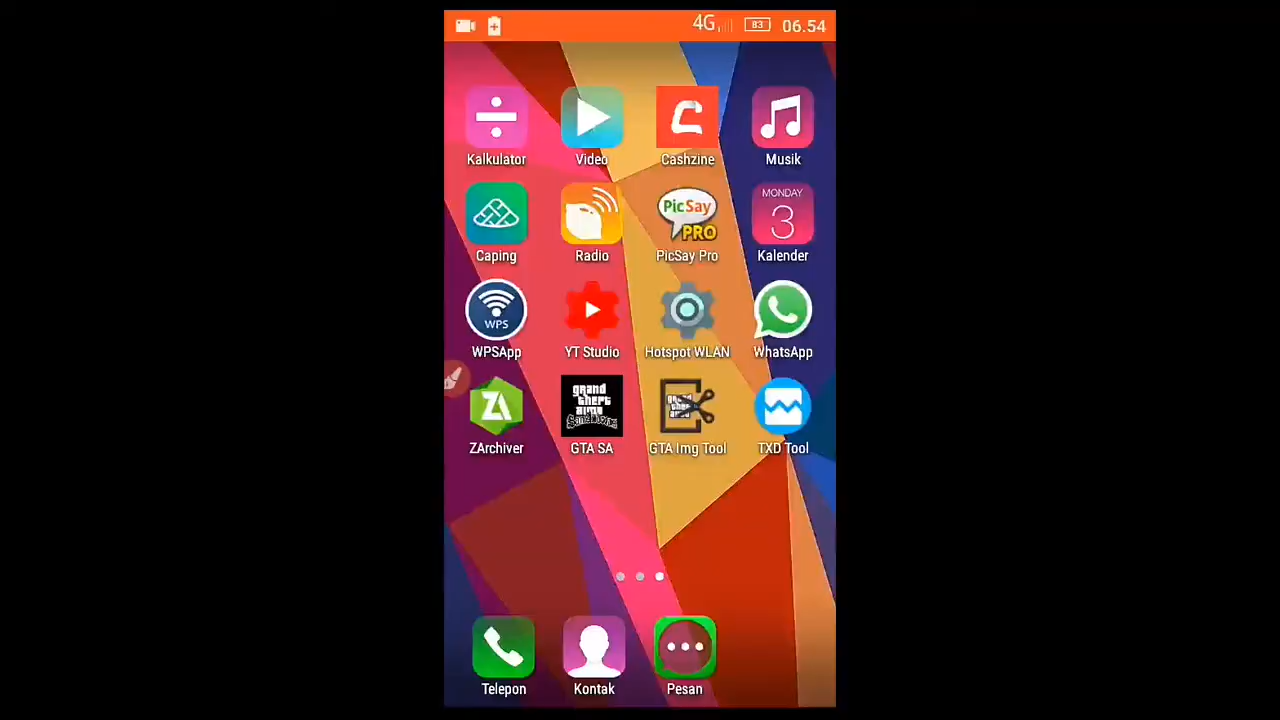 4G 83 06.54
Kalkulator Video Cashzine Musik
PicSay PRO MONDAY 3
Caping Radio PicSay Pro Kalender
WPS
WPSApp YT Studio Hotspot WLAN WhatsApp
ZA grand theft auto
ZArchiver GTA SA GTA Img Tool TXD Tool
Telepon Kontak Pesan